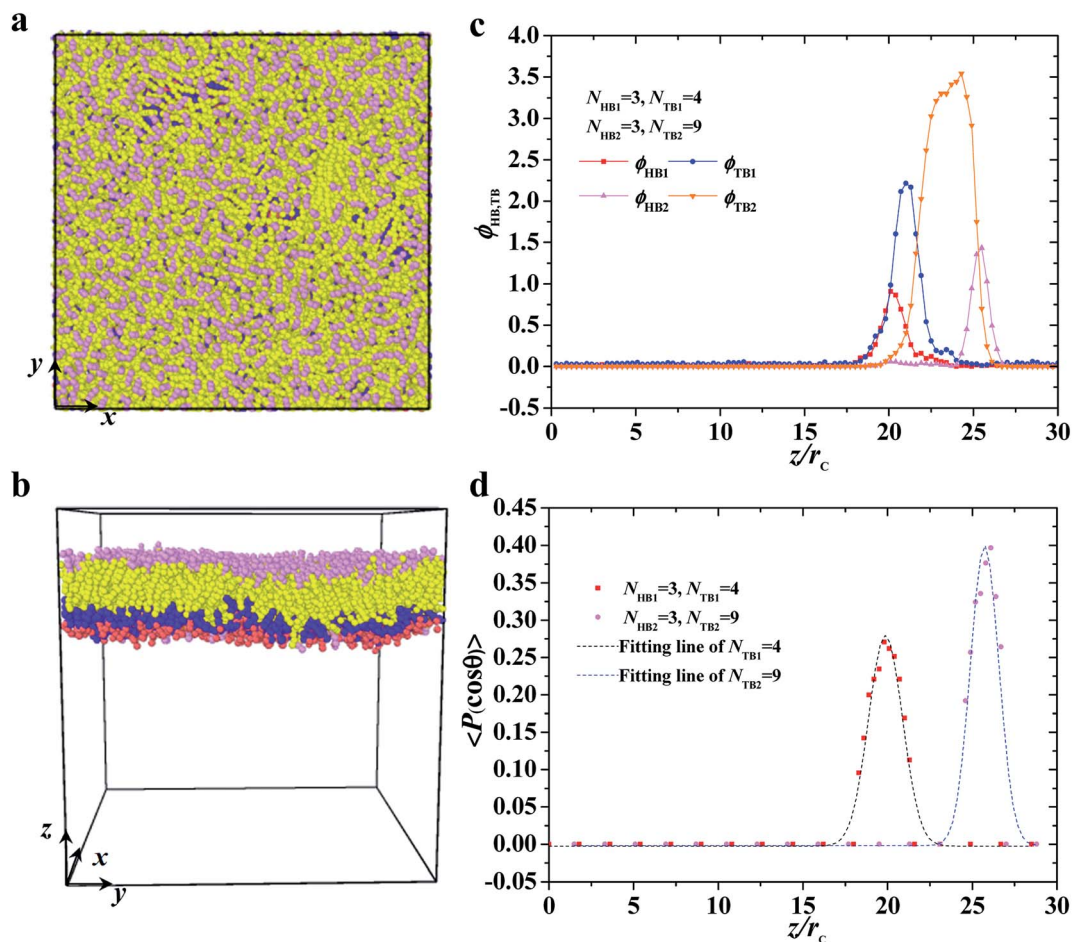 a
y
x
b
z
x
y
c
4.0
3.5
3.0
2.5
2.0
1.5
1.0
0.5
0.0
-0.5
ϕHB,TB
NHB1=3, NTB1=4
NHB2=3, NTB2=9
ϕHB1 ϕTB1
ϕHB2 ϕTB2
0 5 10 15 20 25 30
z/rC
d
0.45
0.40
0.35
0.30
0.25
0.20
0.15
0.10
0.05
0.00
-0.05
<P(cosθ)>
NHB1=3, NTB1=4
NHB2=3, NTB2=9
Fitting line of NTB1=4
Fitting line of NTB2=9
0 5 10 15 20 25 30
z/rC